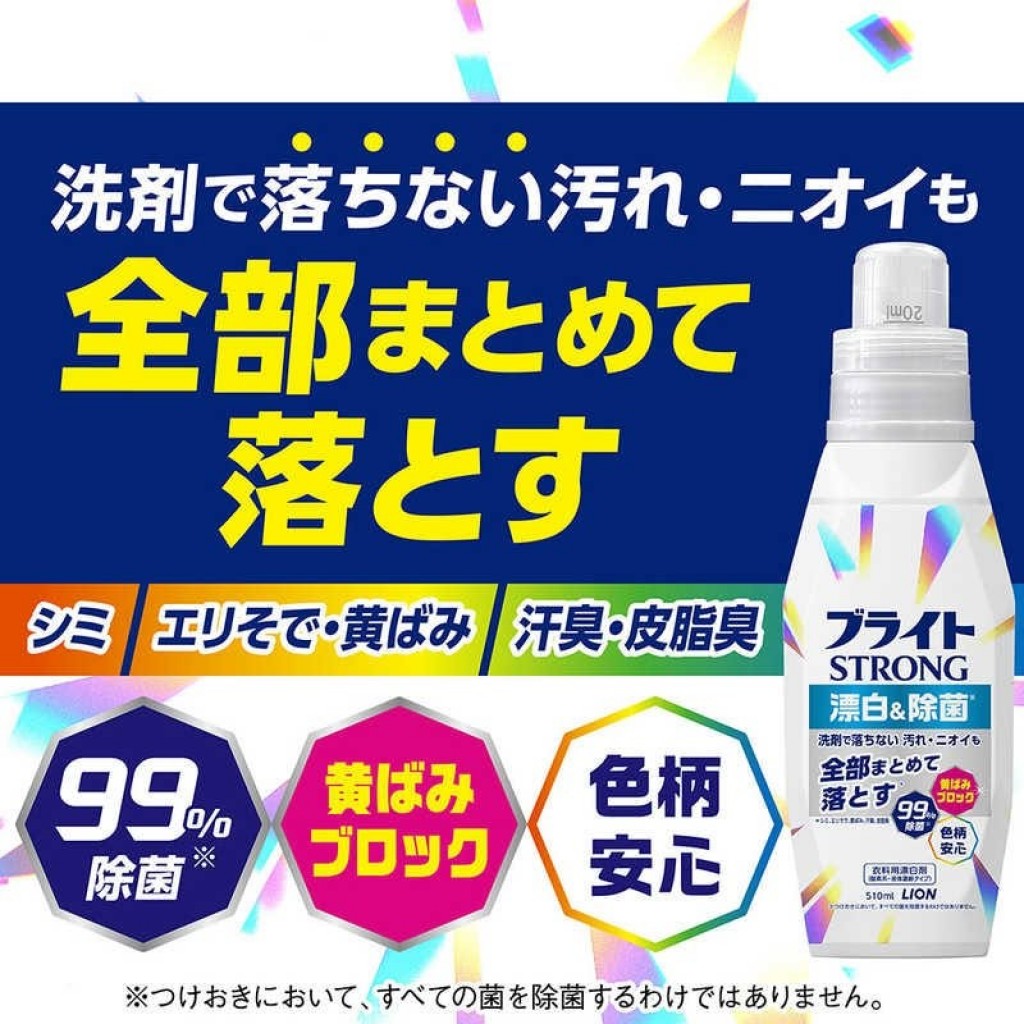 洗剤で落ちない汚れ・ニオイも
全部まとめて
落とす
シミ
エリそで・黄ばみ
汗臭・皮脂臭
99%
除菌※
黄ばみ
ブロック
色柄
安心
20ml
ブライト
STRONG
漂白&除菌※
洗剤で落ちない 汚れ・ニオイも
全部まとめて
落とす
黄ばみ
ブロック
99%
除菌※
色柄
安心
衣料用漂白剤
510ml LION
※つけおきにおいて、すべての菌を除菌するわけではありません。